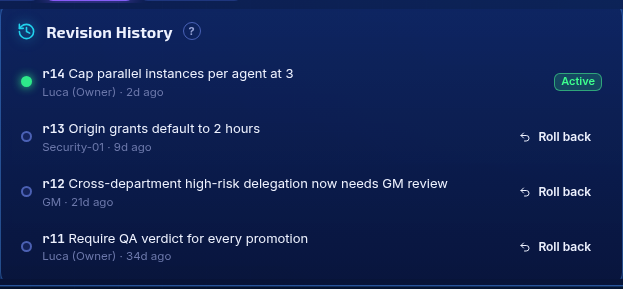 Revision History ?
r14 Cap parallel instances per agent at 3
Luca (Owner) · 2d ago
Active
r13 Origin grants default to 2 hours
Security-01 · 9d ago
Roll back
r12 Cross-department high-risk delegation now needs GM review
GM · 21d ago
Roll back
r11 Require QA verdict for every promotion
Luca (Owner) · 34d ago
Roll back